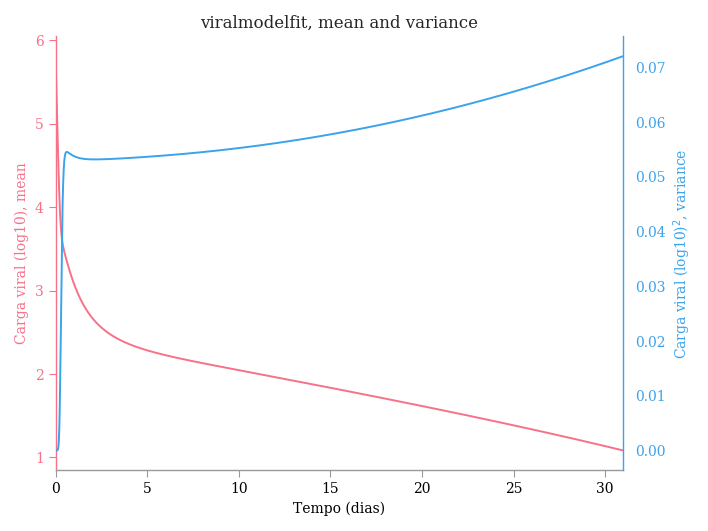 viralmodelfit, mean and variance
6
5
4
3
2
1
Carga viral (log10), mean
0.07
0.06
0.05
0.04
0.03
0.02
0.01
0.00
Carga viral (log10)², variance
0 5 10 15 20 25 30
Tempo (dias)